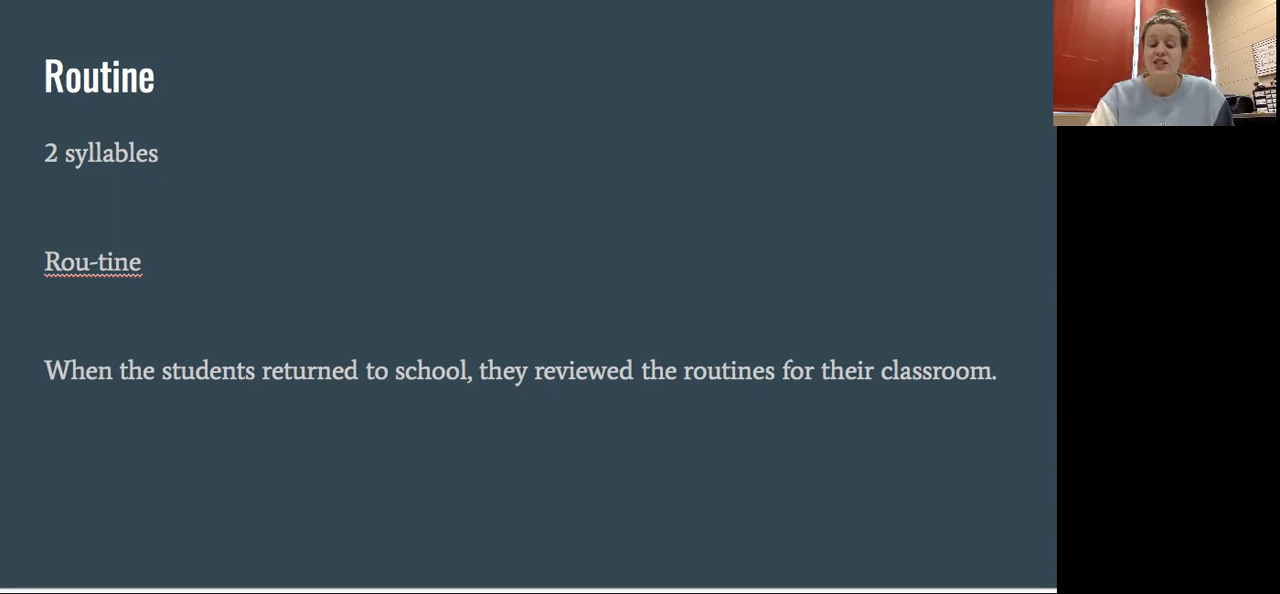 Routine
2 syllables
Rou-tine
When the students returned to school, they reviewed the routines for their classroom.